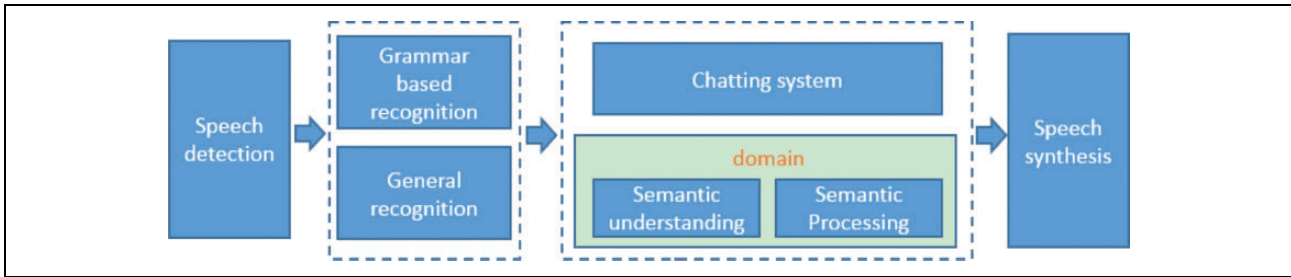 Speech
detection
Grammar
based
recognition
General
recognition
Chatting system
domain
Semantic
understanding
Semantic
Processing
Speech
synthesis